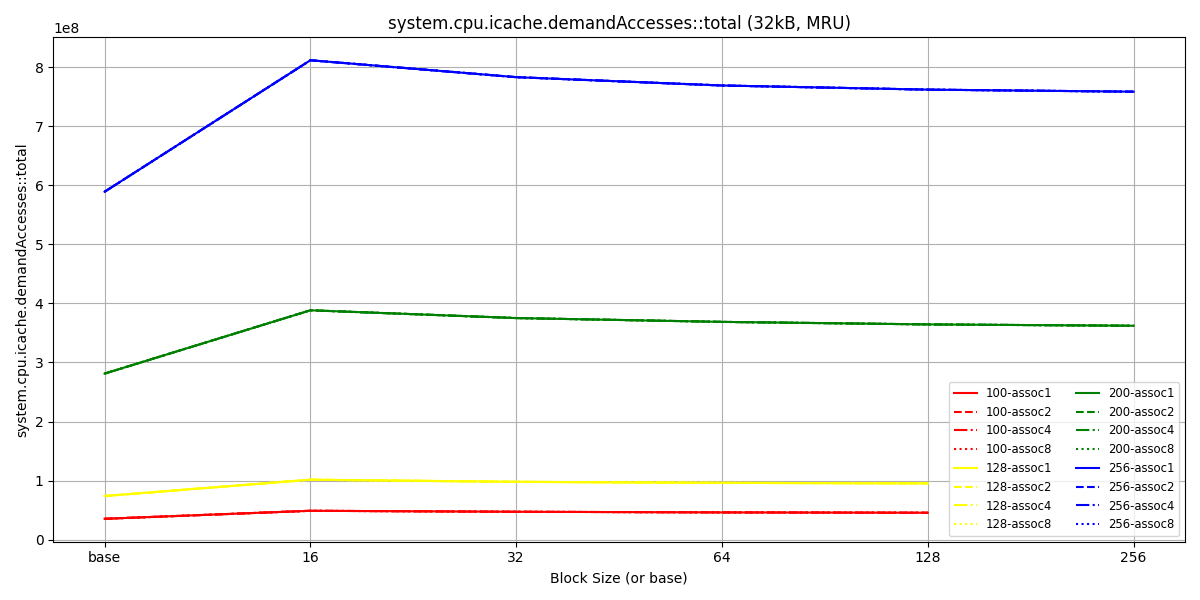 system.cpu.icache.demandAccesses::total (32kB, MRU)
1e8
system.cpu.icache.demandAccesses::total
8
7
6
5
4
3
2
1
0
base 16 32 64 128 256
Block Size (or base)
100-assoc1 200-assoc1
100-assoc2 200-assoc2
100-assoc4 200-assoc4
100-assoc8 200-assoc8
128-assoc1 256-assoc1
128-assoc2 256-assoc2
128-assoc4 256-assoc4
128-assoc8 256-assoc8